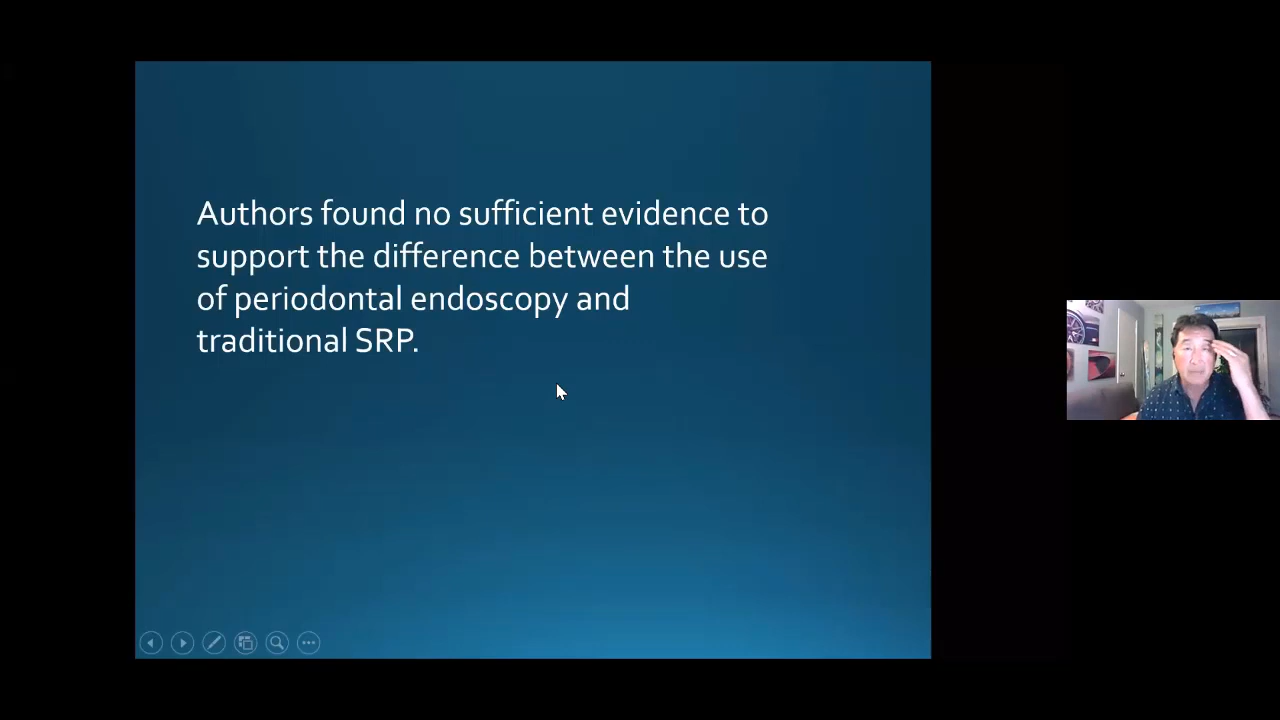 Authors found no sufficient evidence to
support the difference between the use
of periodontal endoscopy and
traditional SRP.